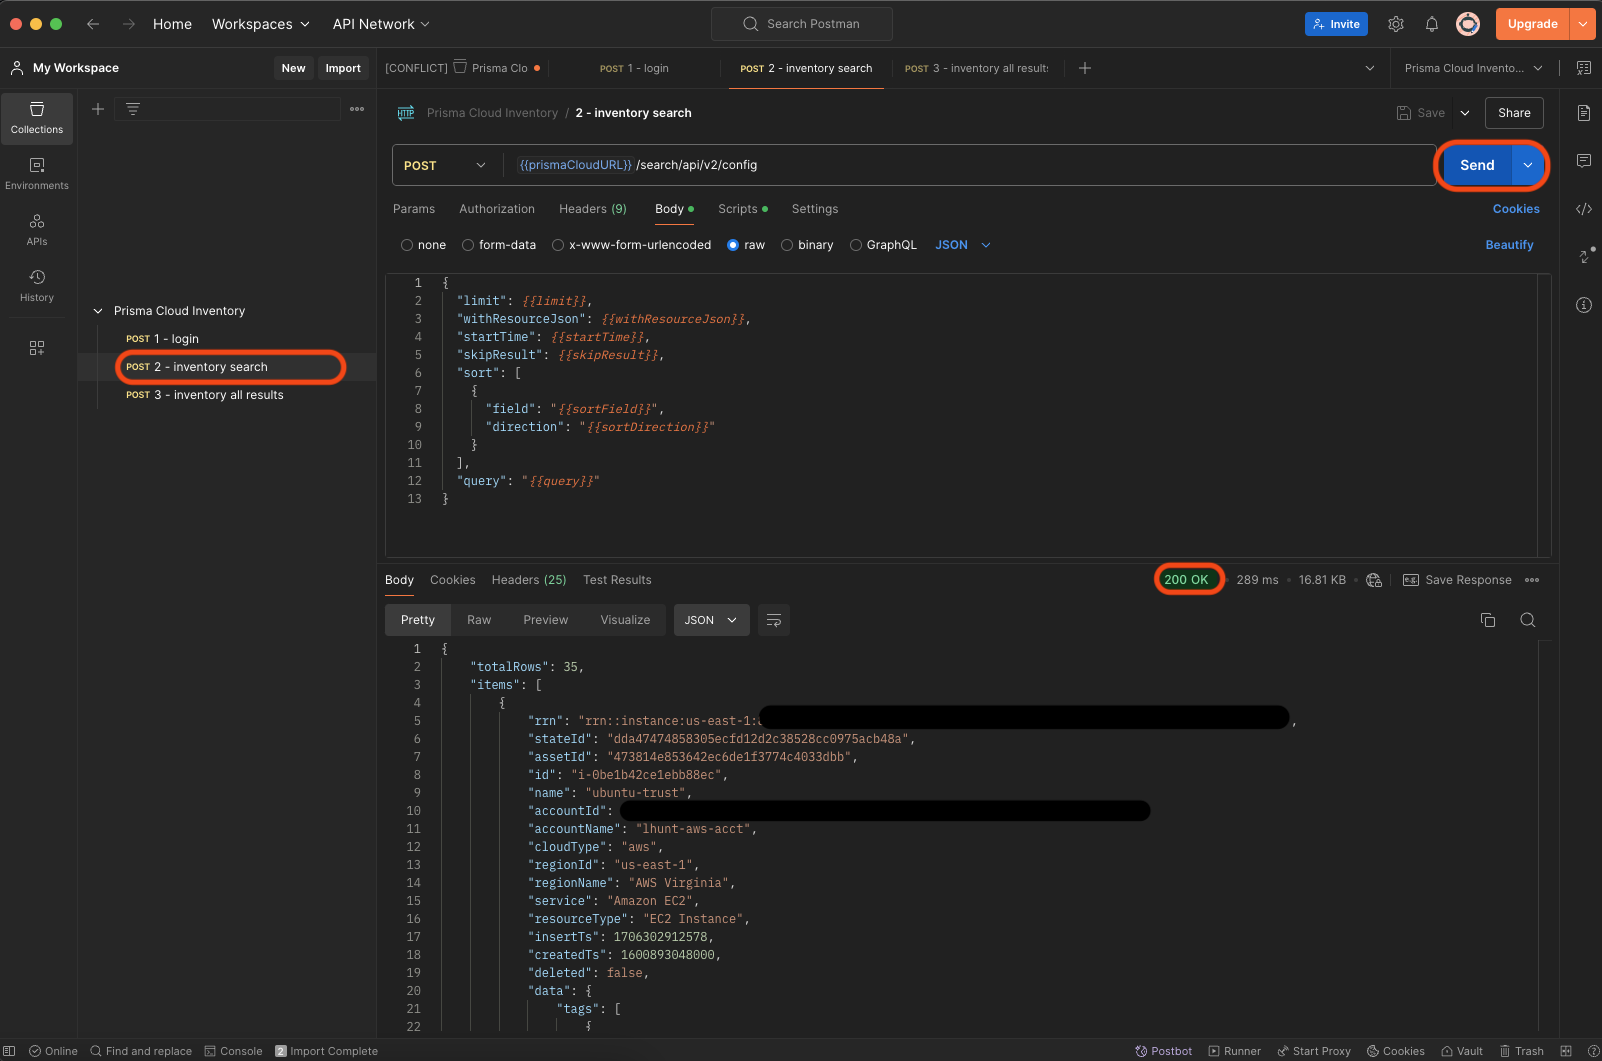 Home Workspaces API Network Search Postman Invite Upgrade
My Workspace New Import [CONFLICT] Prisma Clo POST 1 - login POST 2 - inventory search POST 3 - inventory all results Prisma Cloud Invento...
Collections
Environments
APIs
History
Prisma Cloud Inventory
POST 1 - login
POST 2 - inventory search
POST 3 - inventory all results
HTTP Prisma Cloud Inventory / 2 - inventory search Save Share
POST {{prismaCloudURL}}/search/api/v2/config Send
Params Authorization Headers (9) Body Scripts Settings Cookies
none form-data x-www-form-urlencoded raw binary GraphQL JSON Beautify
1 {
2 "limit": {{limit}},
3 "withResourceJson": {{withResourceJson}},
4 "startTime": {{startTime}},
5 "skipResult": {{skipResult}},
6 "sort": [
7 {
8 "field": "{{sortField}}",
9 "direction": "{{sortDirection}}"
10 }
11 ],
12 "query": "{{query}}"
13 }
Body Cookies Headers (25) Test Results 200 OK 289 ms 16.81 KB e.g. Save Response
Pretty Raw Preview Visualize JSON
1 {
2 "totalRows": 35,
3 "items": [
4 {
5 "rrn": "rrn::instance:us-east-1: ,
6 "stateId": "dda47474858305ecfd12d2c38528cc0975acb48a",
7 "assetId": "473814e853642ec6de1f3774c4033dbb",
8 "id": "i-0be1b42ce1ebb88ec",
9 "name": "ubuntu-trust",
10 "accountId":
11 "accountName": "lhunt-aws-acct",
12 "cloudType": "aws",
13 "regionId": "us-east-1",
14 "regionName": "AWS Virginia",
15 "service": "Amazon EC2",
16 "resourceType": "EC2 Instance",
17 "insertTs": 1706302912578,
18 "createdTs": 1600893048000,
19 "deleted": false,
20 "data": {
21 "tags": [
22 {
Online Find and replace Console 2 Import Complete Postbot Runner Start Proxy Cookies Vault Trash